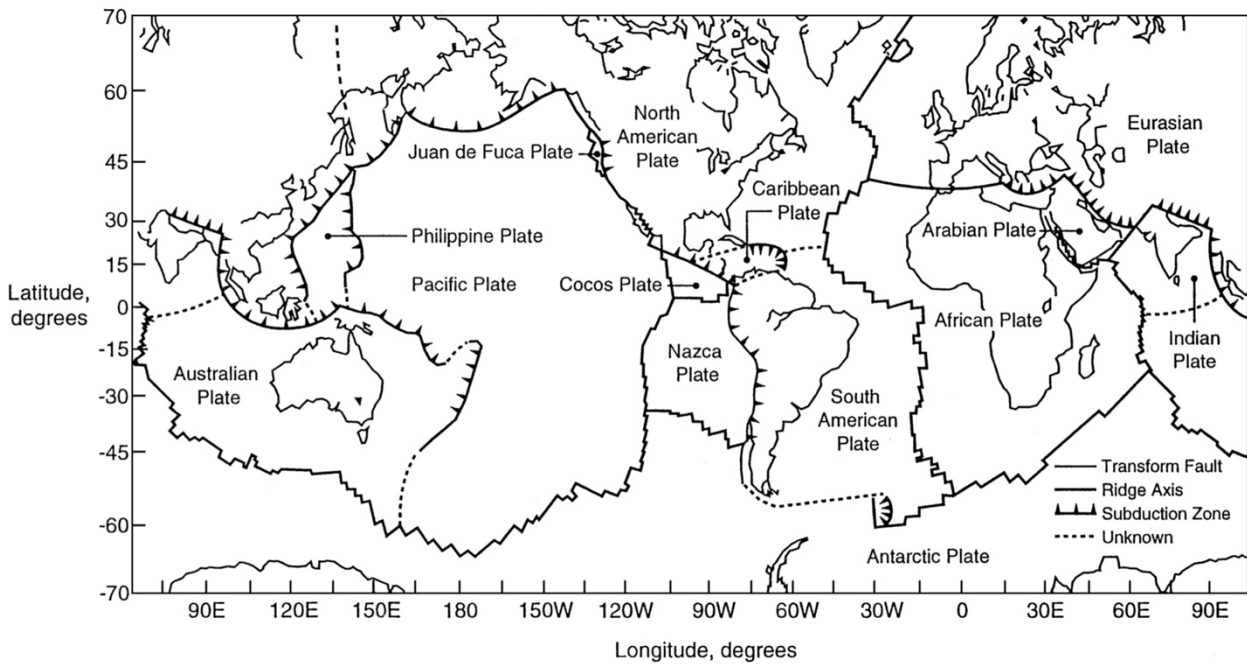 70
60
45
30
15
0
-15
-30
-45
-60
-70
Latitude,
degrees
North
American
Plate
Eurasian
Plate
Juan de Fuca Plate
Caribbean
Plate
Philippine Plate
Arabian Plate
Pacific Plate
Cocos Plate
African Plate
Indian
Plate
Nazca
Plate
Australian
Plate
South
American
Plate
Transform Fault
Ridge Axis
Subduction Zone
Unknown
Antarctic Plate
90E 120E 150E 180 150W 120W 90W 60W 30W 0 30E 60E 90E
Longitude, degrees